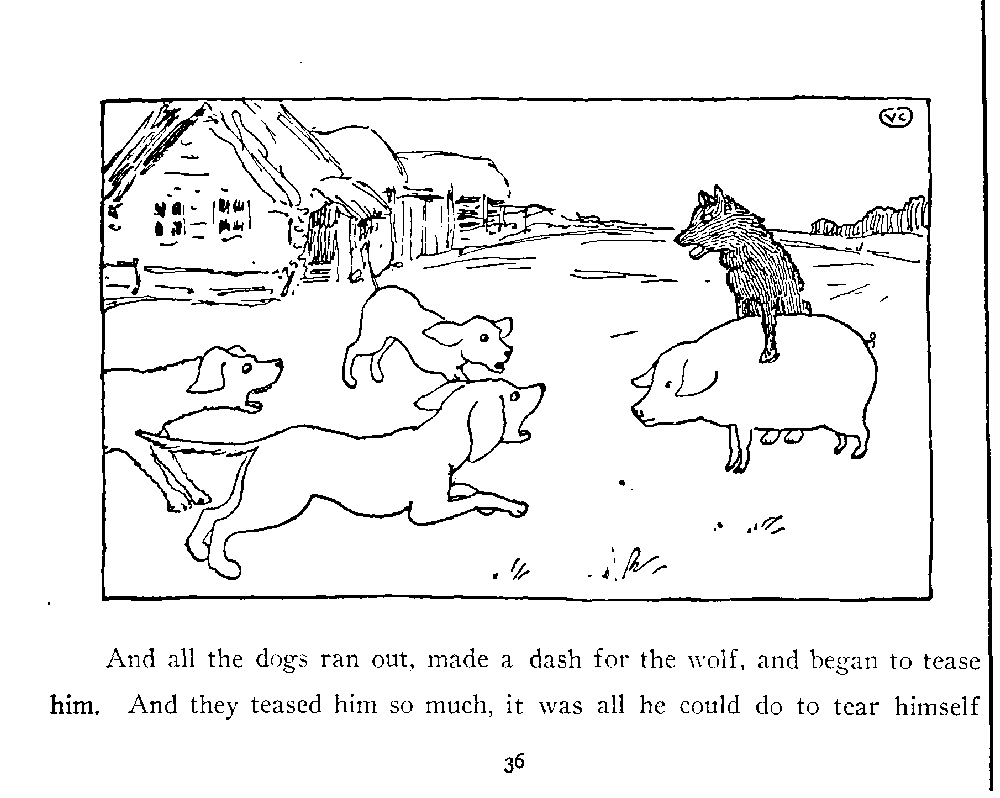 VC
And all the dogs ran out, made a dash for the wolf, and began to tease
him. And they teased him so much, it was all he could do to tear himself
36